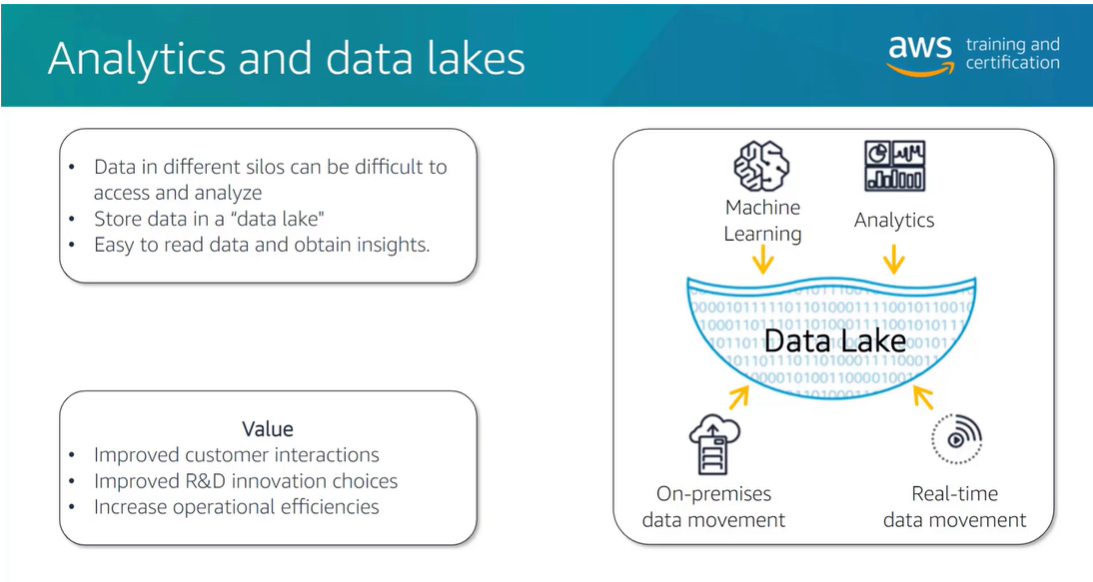 Analytics and data lakes
aws training and
certification
• Data in different silos can be difficult to
access and analyze
• Store data in a “data lake"
• Easy to read data and obtain insights.
Value
• Improved customer interactions
• Improved R&D innovation choices
• Increase operational efficiencies
Machine
Learning
Analytics
Data Lake
On-premises
data movement
Real-time
data movement